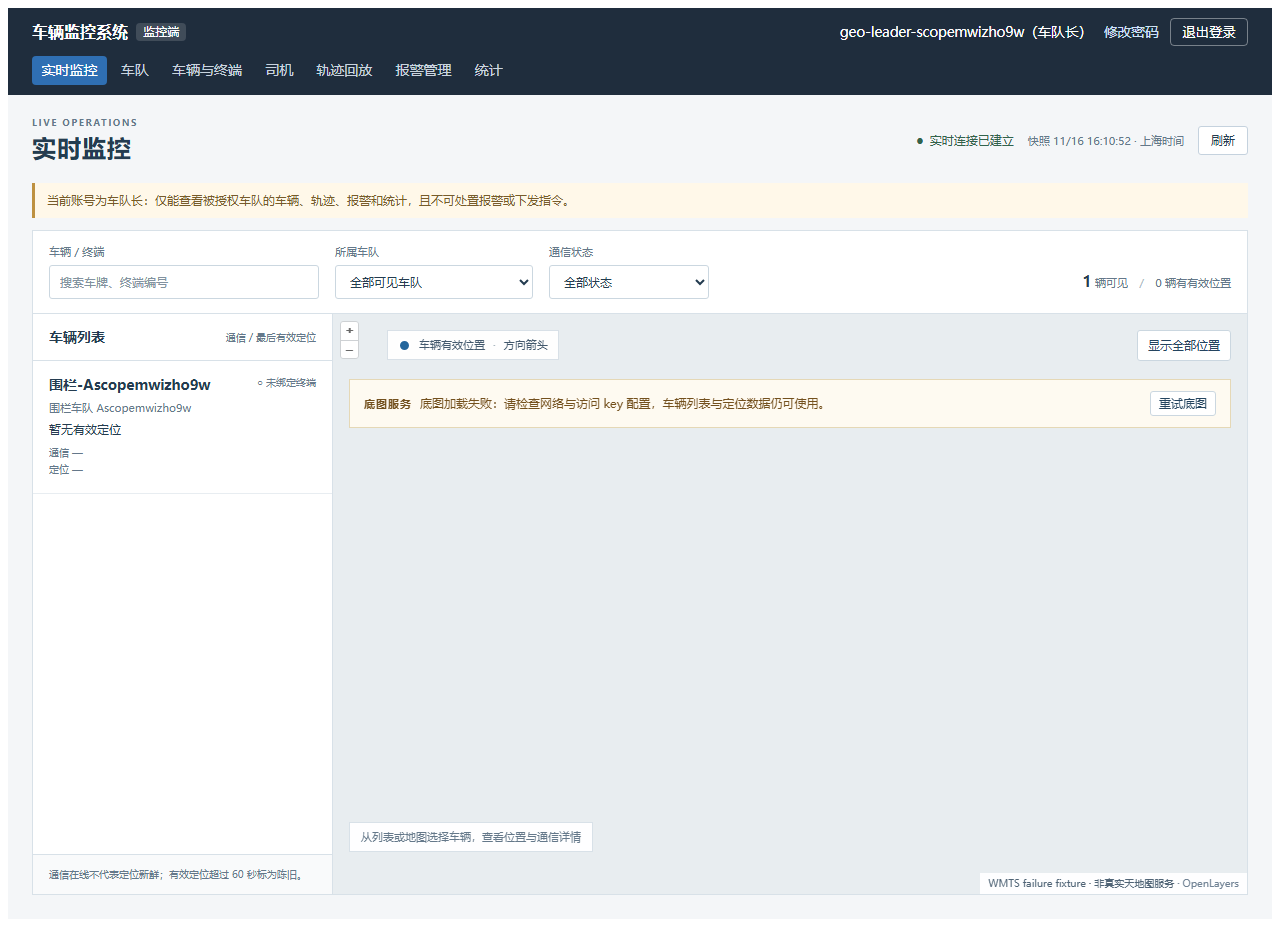 车辆监控系统 监控端
geo-leader-scopemwizho9w（车队长） 修改密码 退出登录
实时监控 车队 车辆与终端 司机 轨迹回放 报警管理 统计
LIVE OPERATIONS
实时监控
● 实时连接已建立 快照 11/16 16:10:52 · 上海时间 刷新
当前账号为车队长：仅能查看被授权车队的车辆、轨迹、报警和统计，且不可处置报警或下发指令。
车辆 / 终端 所属车队 通信状态
搜索车牌、终端编号 全部可见车队 全部状态 1 辆可见 / 0 辆有有效位置
车辆列表 通信 / 最后有效定位
+
−
车辆有效位置 · 方向箭头 显示全部位置
围栏-Ascopemwizho9w ○ 未绑定终端
围栏车队 Ascopemwizho9w
暂无有效定位
通信 —
定位 —
底图服务 底图加载失败：请检查网络与访问 key 配置，车辆列表与定位数据仍可使用。 重试底图
从列表或地图选择车辆，查看位置与通信详情
通信在线不代表定位新鲜；有效定位超过 60 秒标为陈旧。
WMTS failure fixture · 非真实天地图服务 · OpenLayers